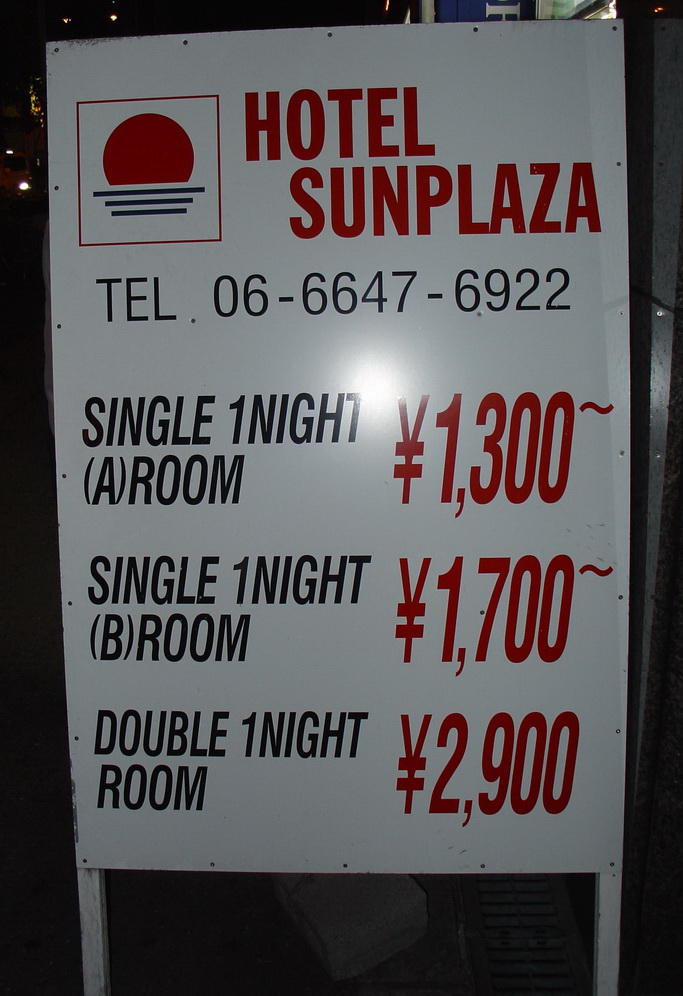 HOTEL
SUNPLAZA
TEL. 06-6647-6922
SINGLE 1NIGHT ¥1,300~
(A)ROOM
SINGLE 1NIGHT ¥1,700~
(B)ROOM
DOUBLE 1NIGHT ¥2,900
ROOM